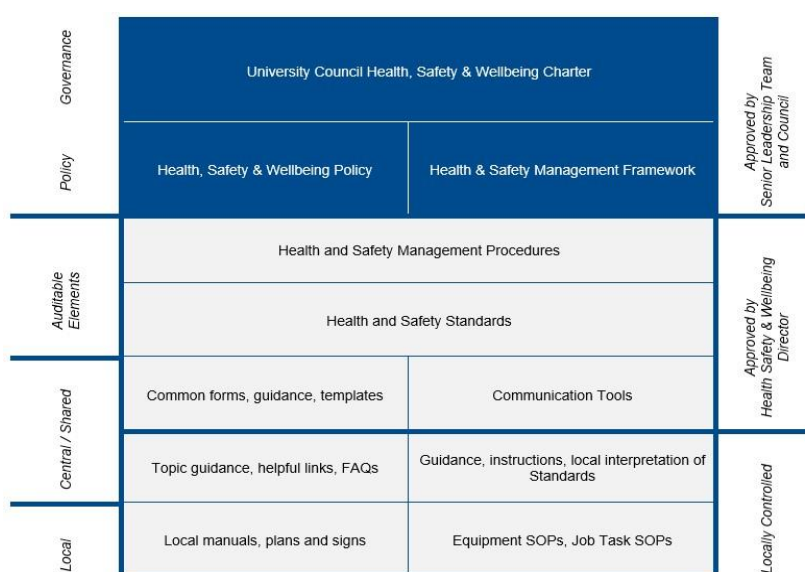 Governance
University Council Health, Safety & Wellbeing Charter
Approved by
Senior Leadership Team
and Council
Policy
Health, Safety & Wellbeing Policy
Health & Safety Management Framework
Auditable
Elements
Health and Safety Management Procedures
Health and Safety Standards
Approved by
Health Safety & Wellbeing
Director
Central / Shared
Common forms, guidance, templates
Communication Tools
Topic guidance, helpful links, FAQs
Guidance, instructions, local interpretation of
Standards
Locally Controlled
Local
Local manuals, plans and signs
Equipment SOPs, Job Task SOPs